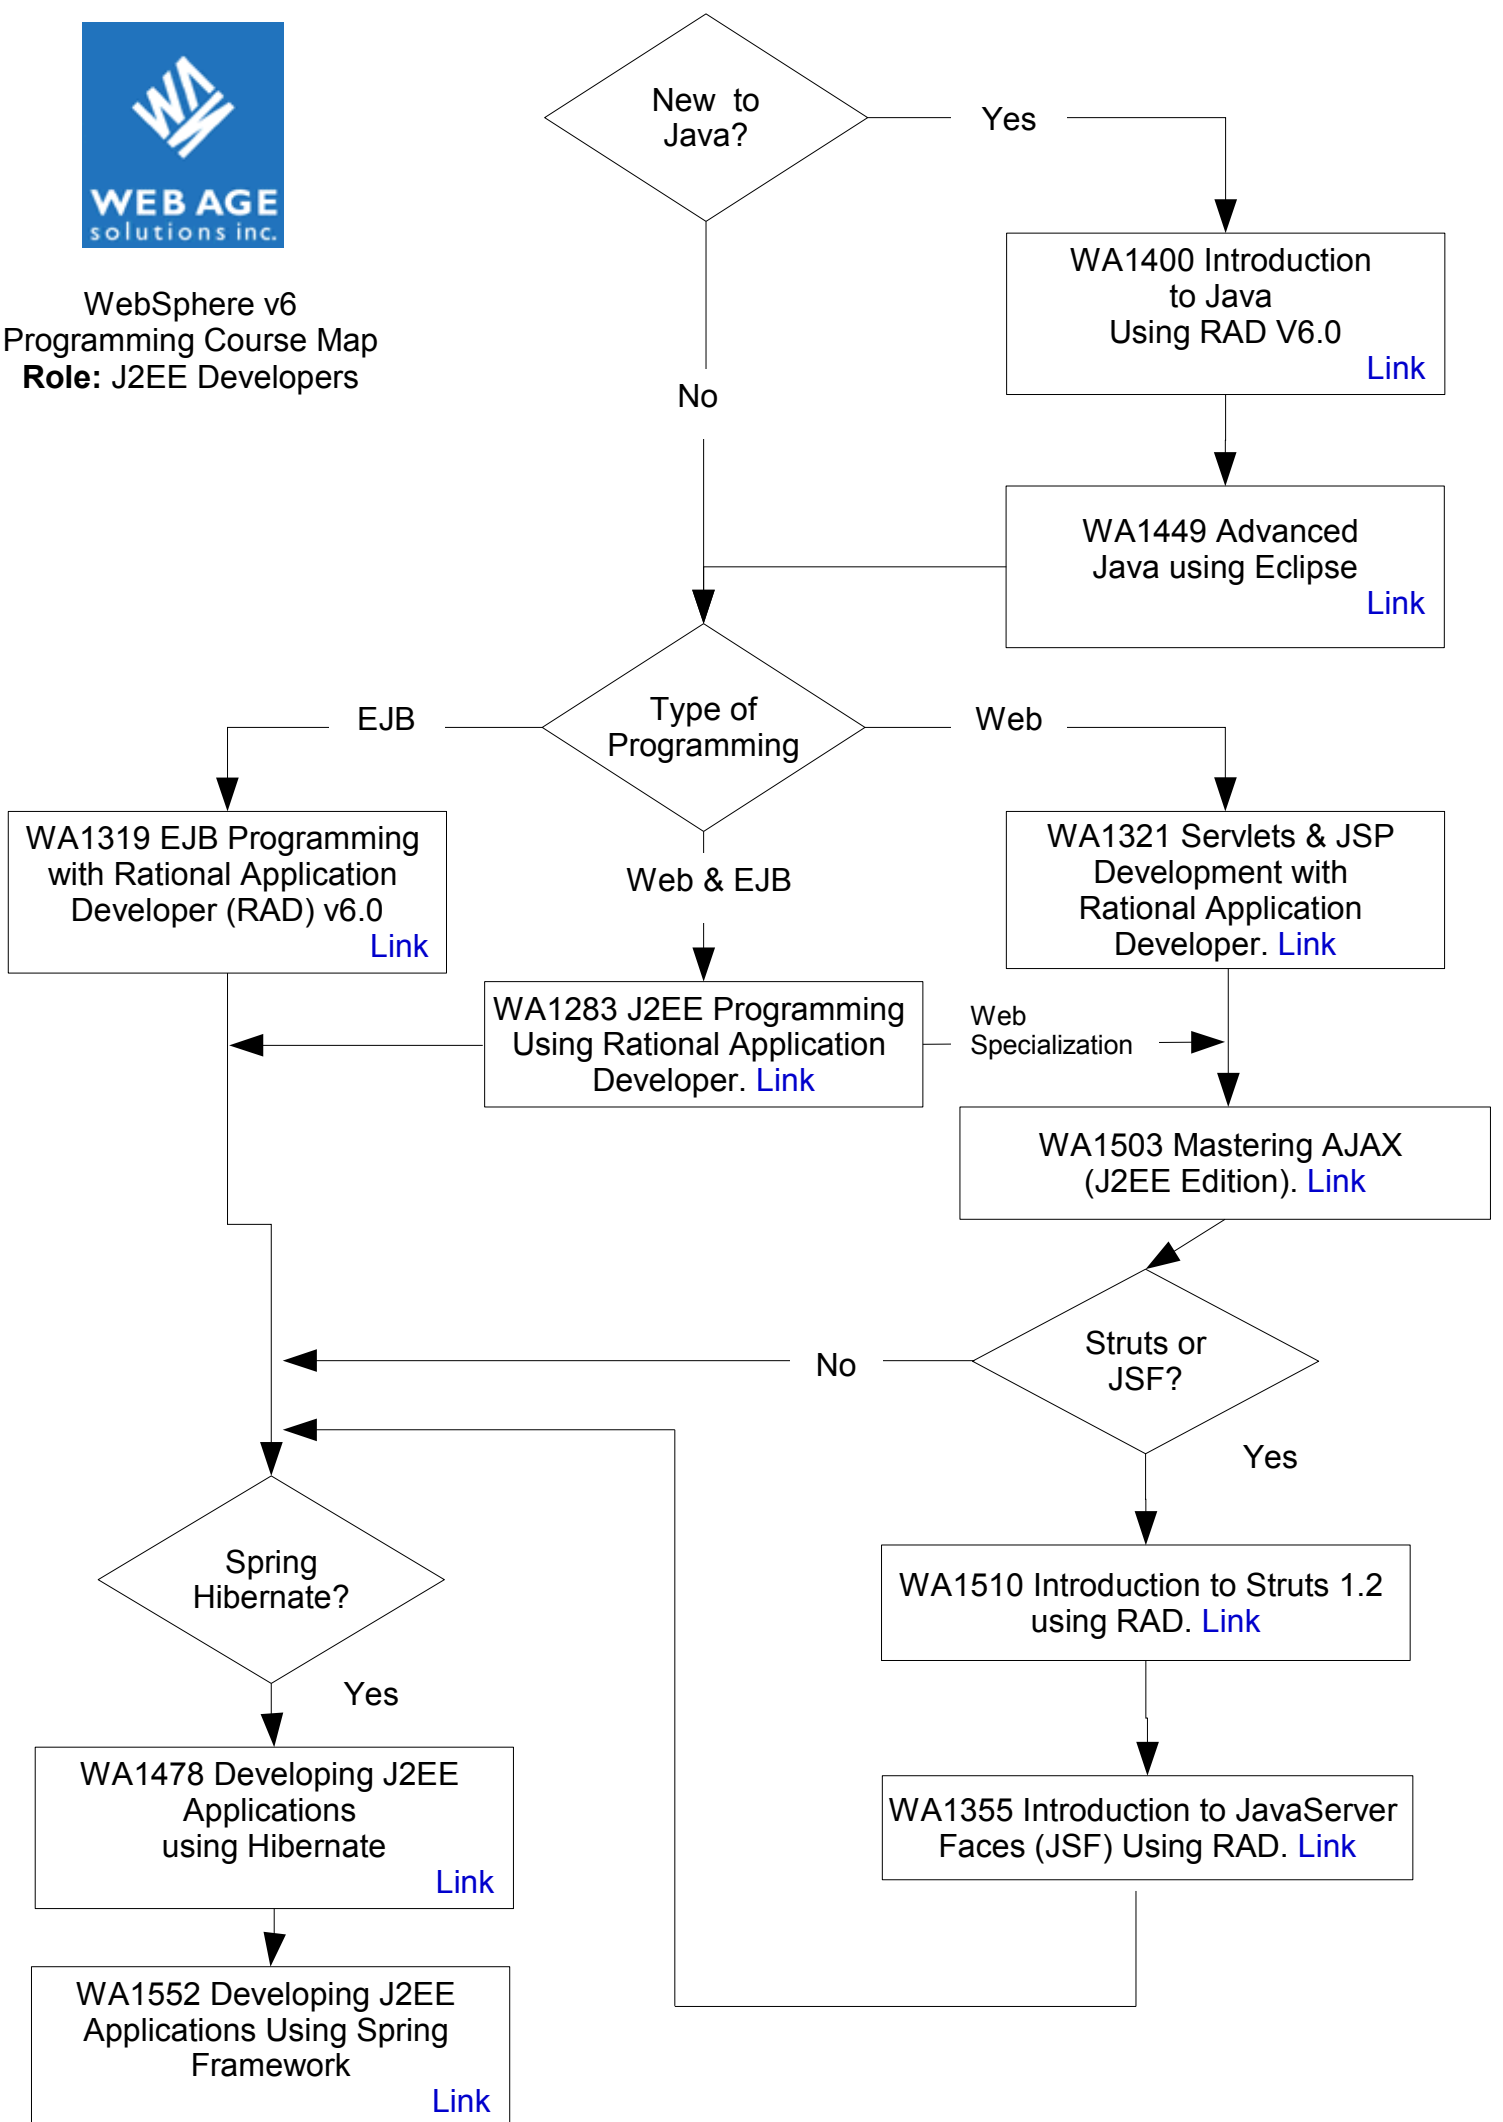 WA
WEB AGE
solutions inc.
WebSphere v6
Programming Course Map
Role: J2EE Developers
New to
Java?
Yes
WA1400 Introduction
to Java
Using RAD V6.0
Link
No
WA1449 Advanced
Java using Eclipse
Link
Type of
Programming
EJB
Web
WA1319 EJB Programming
with Rational Application
Developer (RAD) v6.0
Link
Web & EJB
WA1321 Servlets & JSP
Development with
Rational Application
Developer. Link
WA1283 J2EE Programming
Using Rational Application
Developer. Link
Web
Specialization
WA1503 Mastering AJAX
(J2EE Edition). Link
Struts or
JSF?
No
Yes
Spring
Hibernate?
Yes
WA1510 Introduction to Struts 1.2
using RAD. Link
WA1478 Developing J2EE
Applications
using Hibernate
Link
WA1355 Introduction to JavaServer
Faces (JSF) Using RAD. Link
WA1552 Developing J2EE
Applications Using Spring
Framework
Link